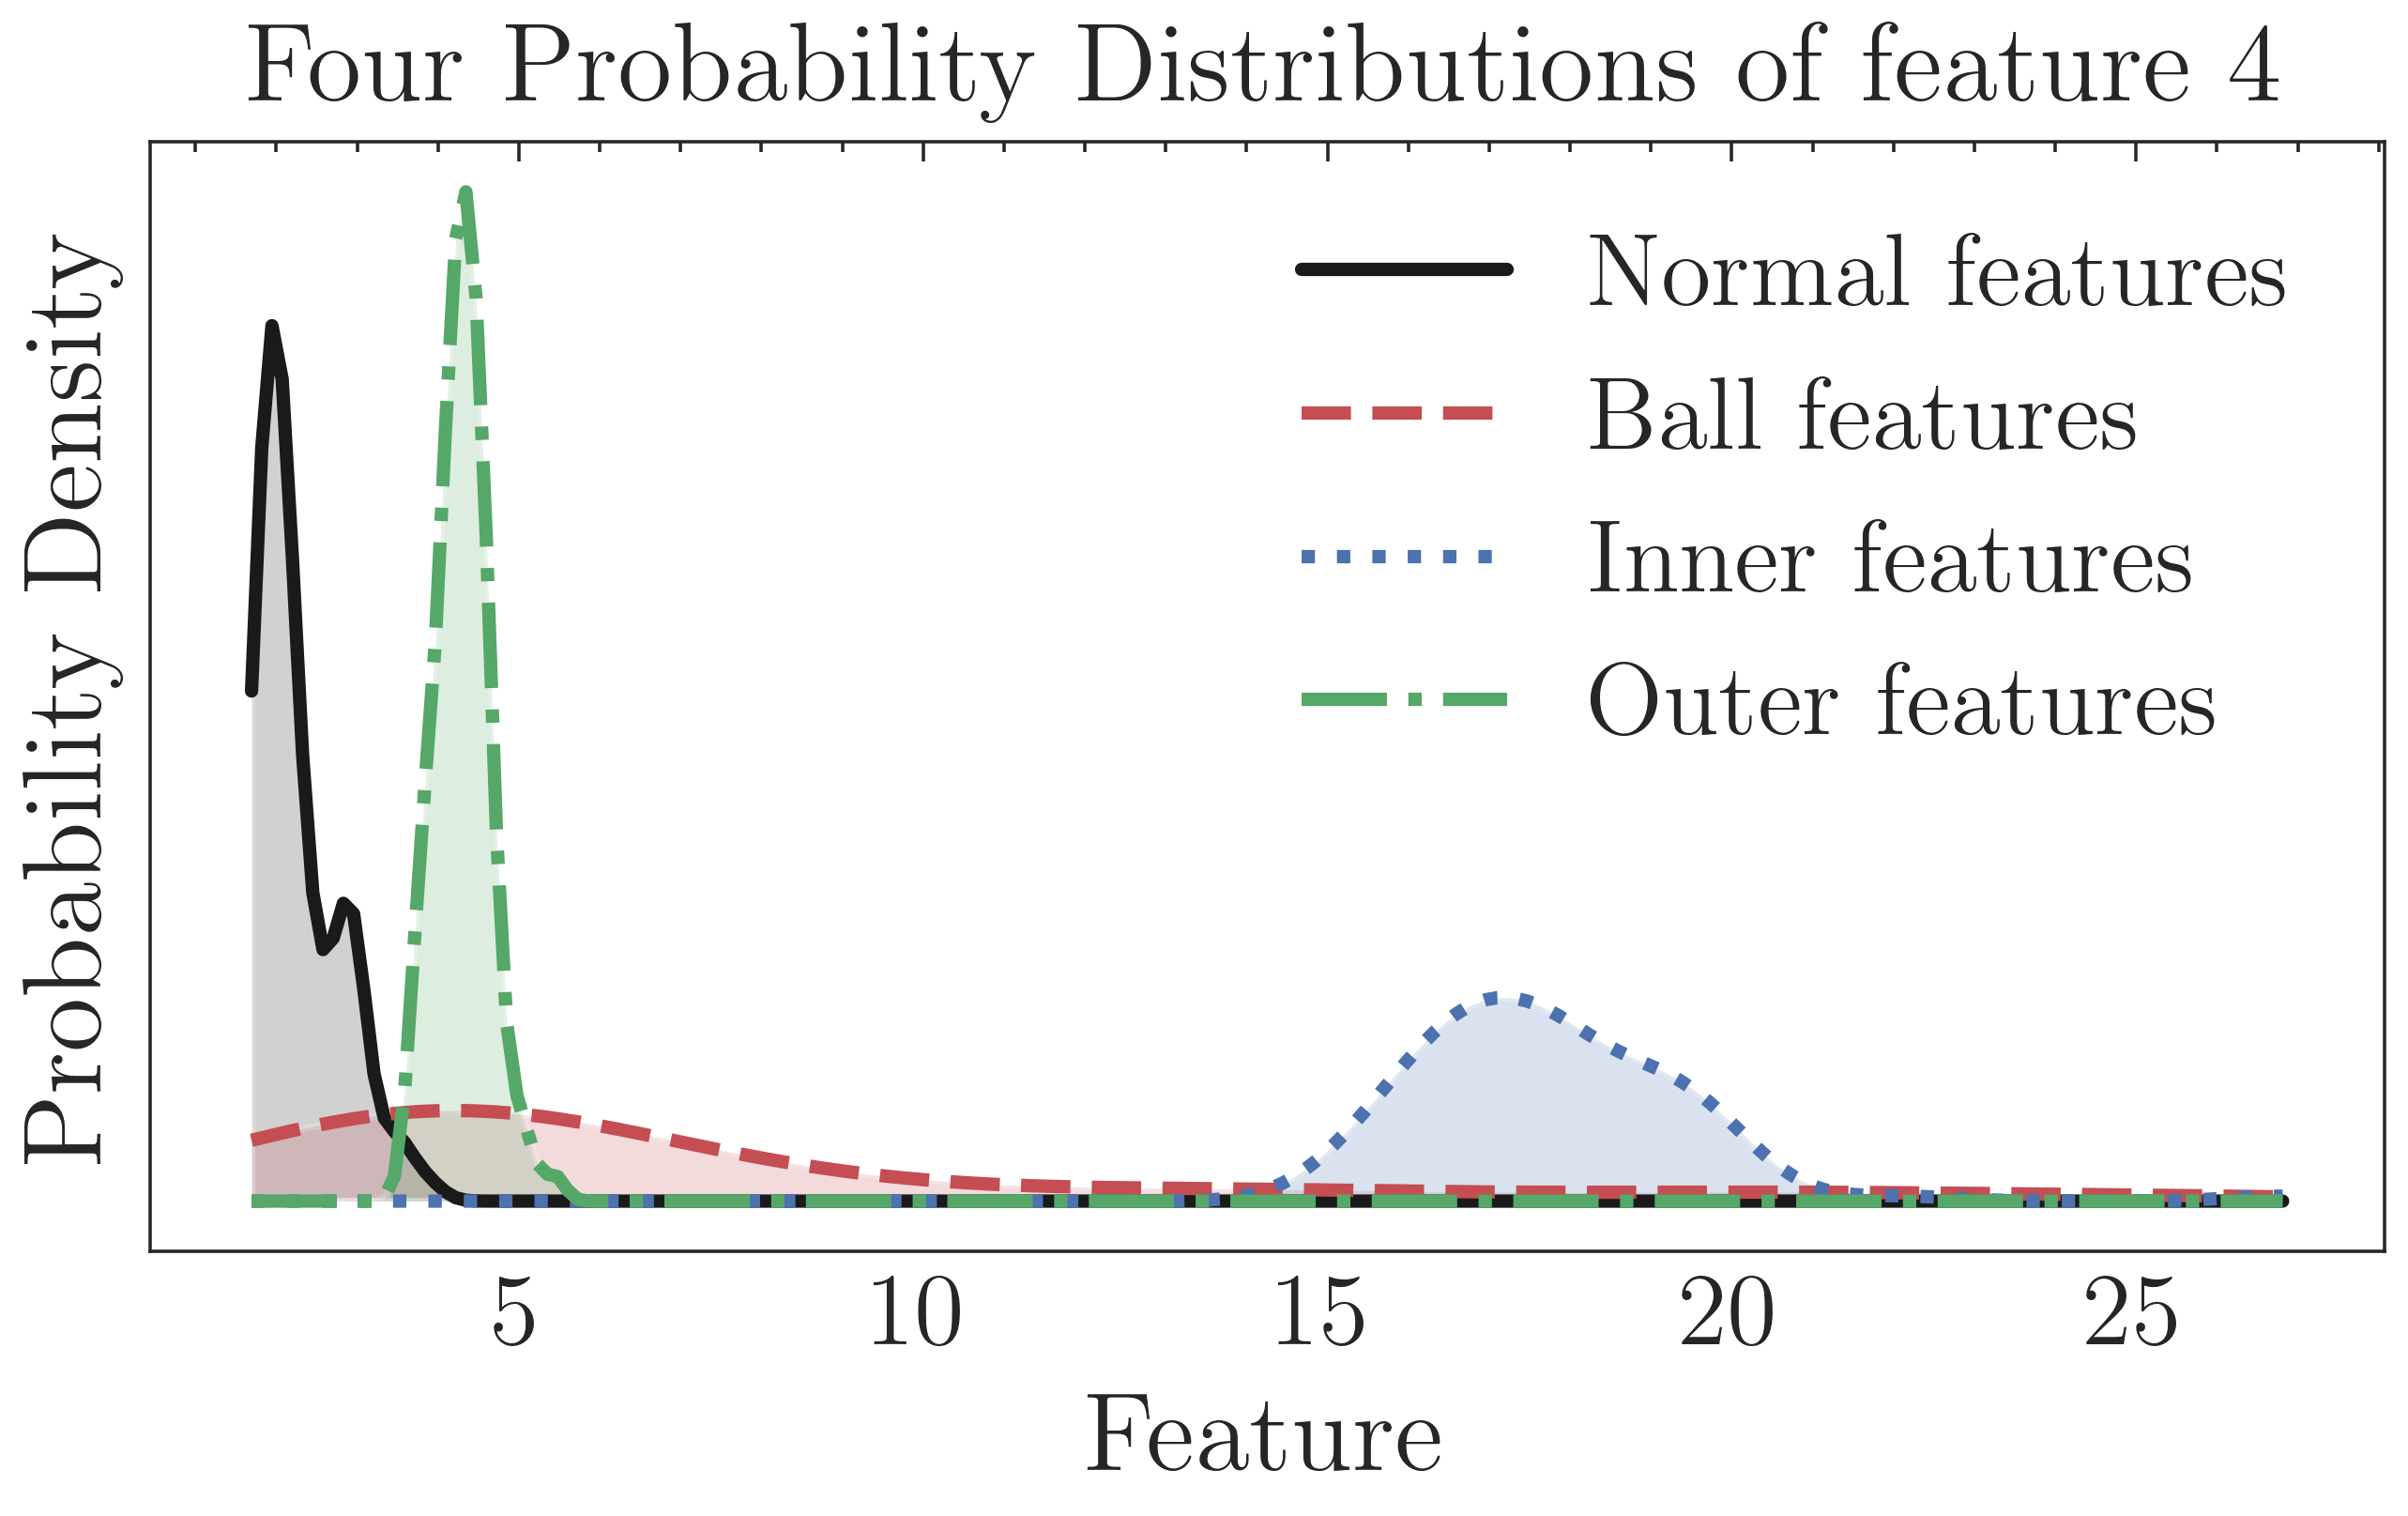 Four Probability Distributions of feature 4
Probability Density
Normal features
Ball features
Inner features
Outer features
5 10 15 20 25
Feature